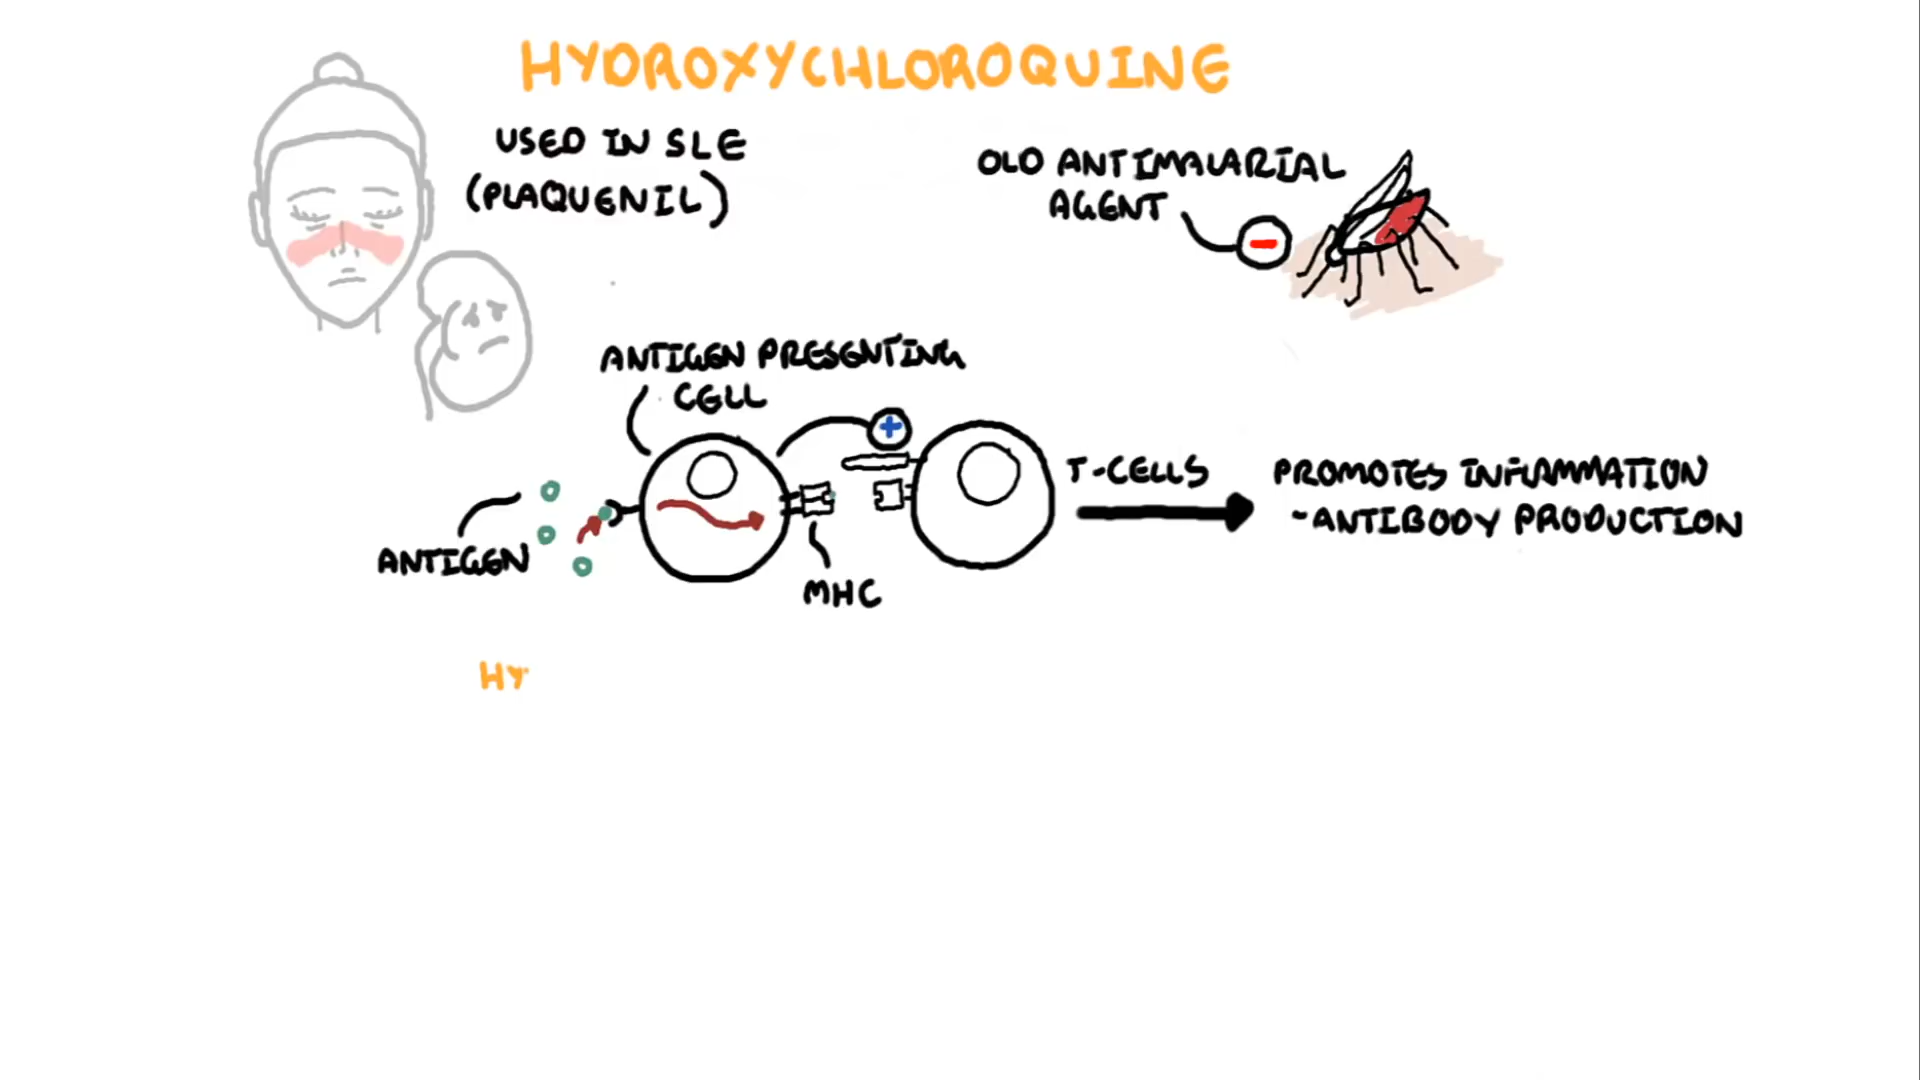 HYDROXYCHLOROQUINE
USED IN SLE
(PLAQUENIL)
OLD ANTIMALARIAL
AGENT
ANTIGEN PRESENTING
CELL
T-CELLS
PROMOTES INFLAMMATION
-ANTIBODY PRODUCTION
ANTIGEN
MHC
HY